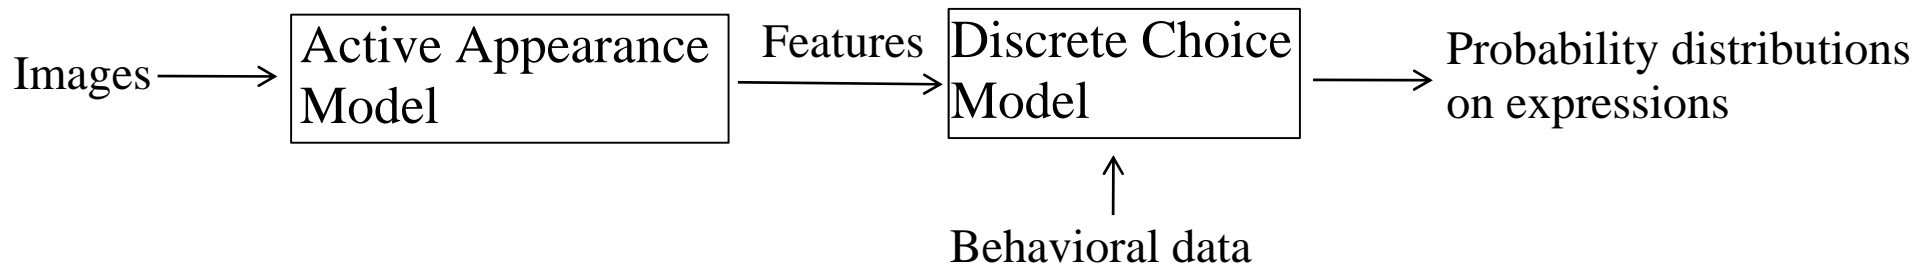 Images
Active Appearance
Model
Features
Discrete Choice
Model
Probability distributions
on expressions
Behavioral data